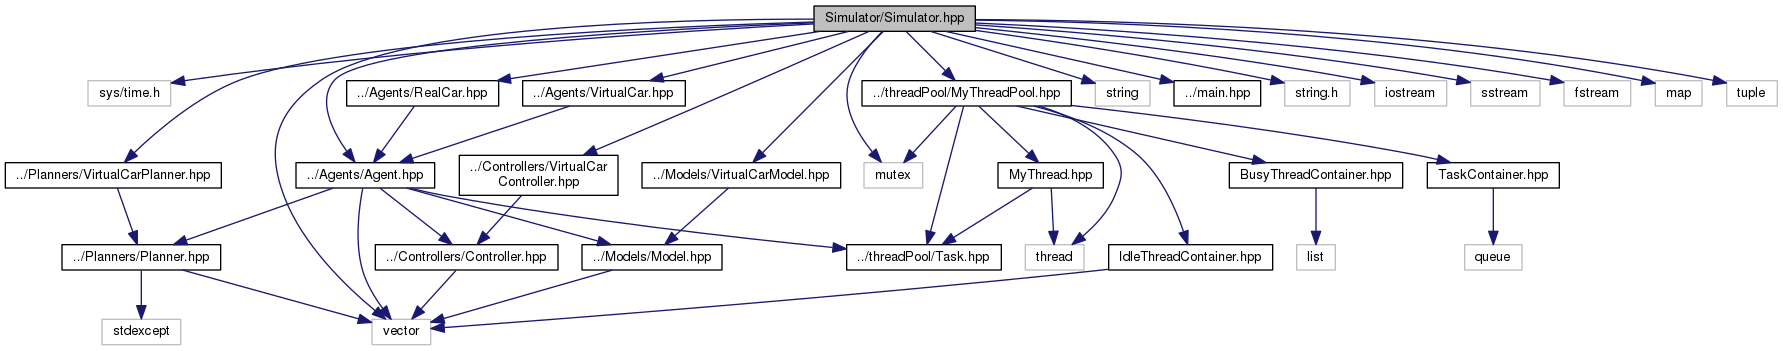 Simulator/Simulator.hpp
sys/time.h
../Agents/RealCar.hpp
../Agents/VirtualCar.hpp
../threadPool/MyThreadPool.hpp
string
../main.hpp
string.h
iostream
sstream
fstream
map
tuple
../Planners/VirtualCarPlanner.hpp
../Agents/Agent.hpp
../Controllers/VirtualCar
Controller.hpp
../Models/VirtualCarModel.hpp
mutex
MyThread.hpp
BusyThreadContainer.hpp
TaskContainer.hpp
../Planners/Planner.hpp
../Controllers/Controller.hpp
../Models/Model.hpp
../threadPool/Task.hpp
thread
IdleThreadContainer.hpp
list
queue
stdexcept
vector